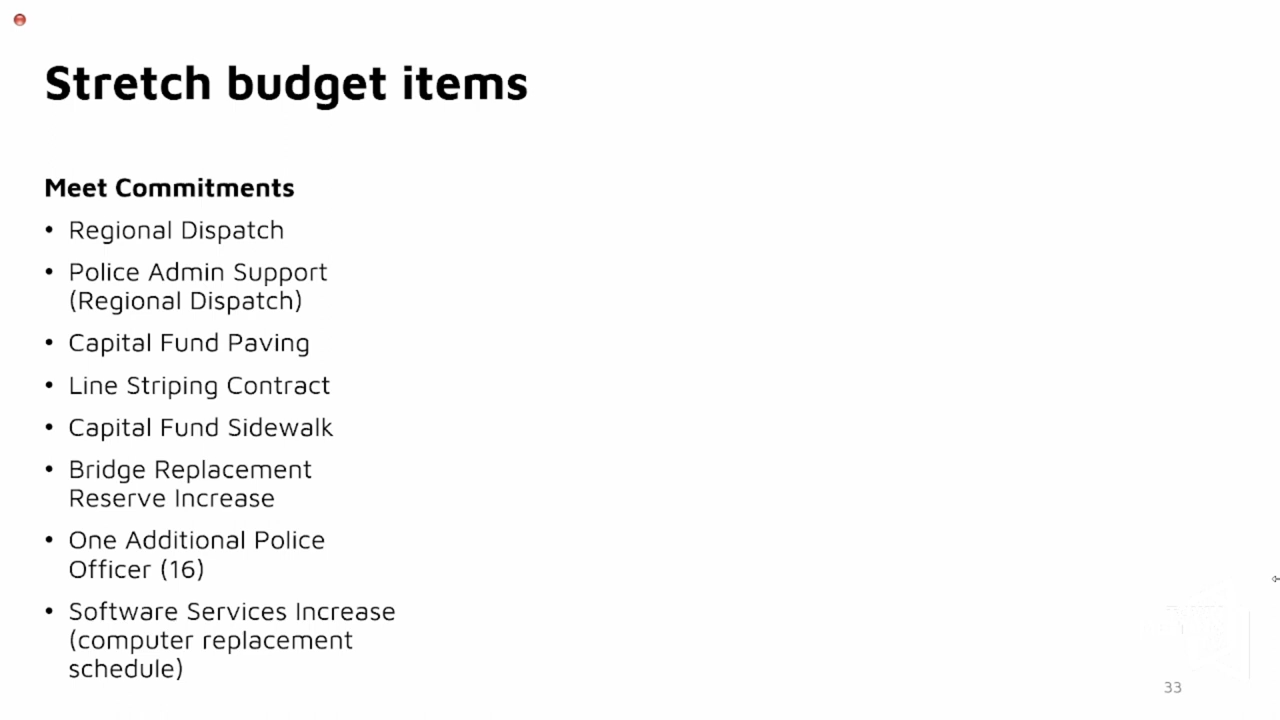 Stretch budget items
Meet Commitments
• Regional Dispatch
• Police Admin Support
(Regional Dispatch)
• Capital Fund Paving
• Line Striping Contract
• Capital Fund Sidewalk
• Bridge Replacement
Reserve Increase
• One Additional Police
Officer (16)
• Software Services Increase
(computer replacement
schedule)
33